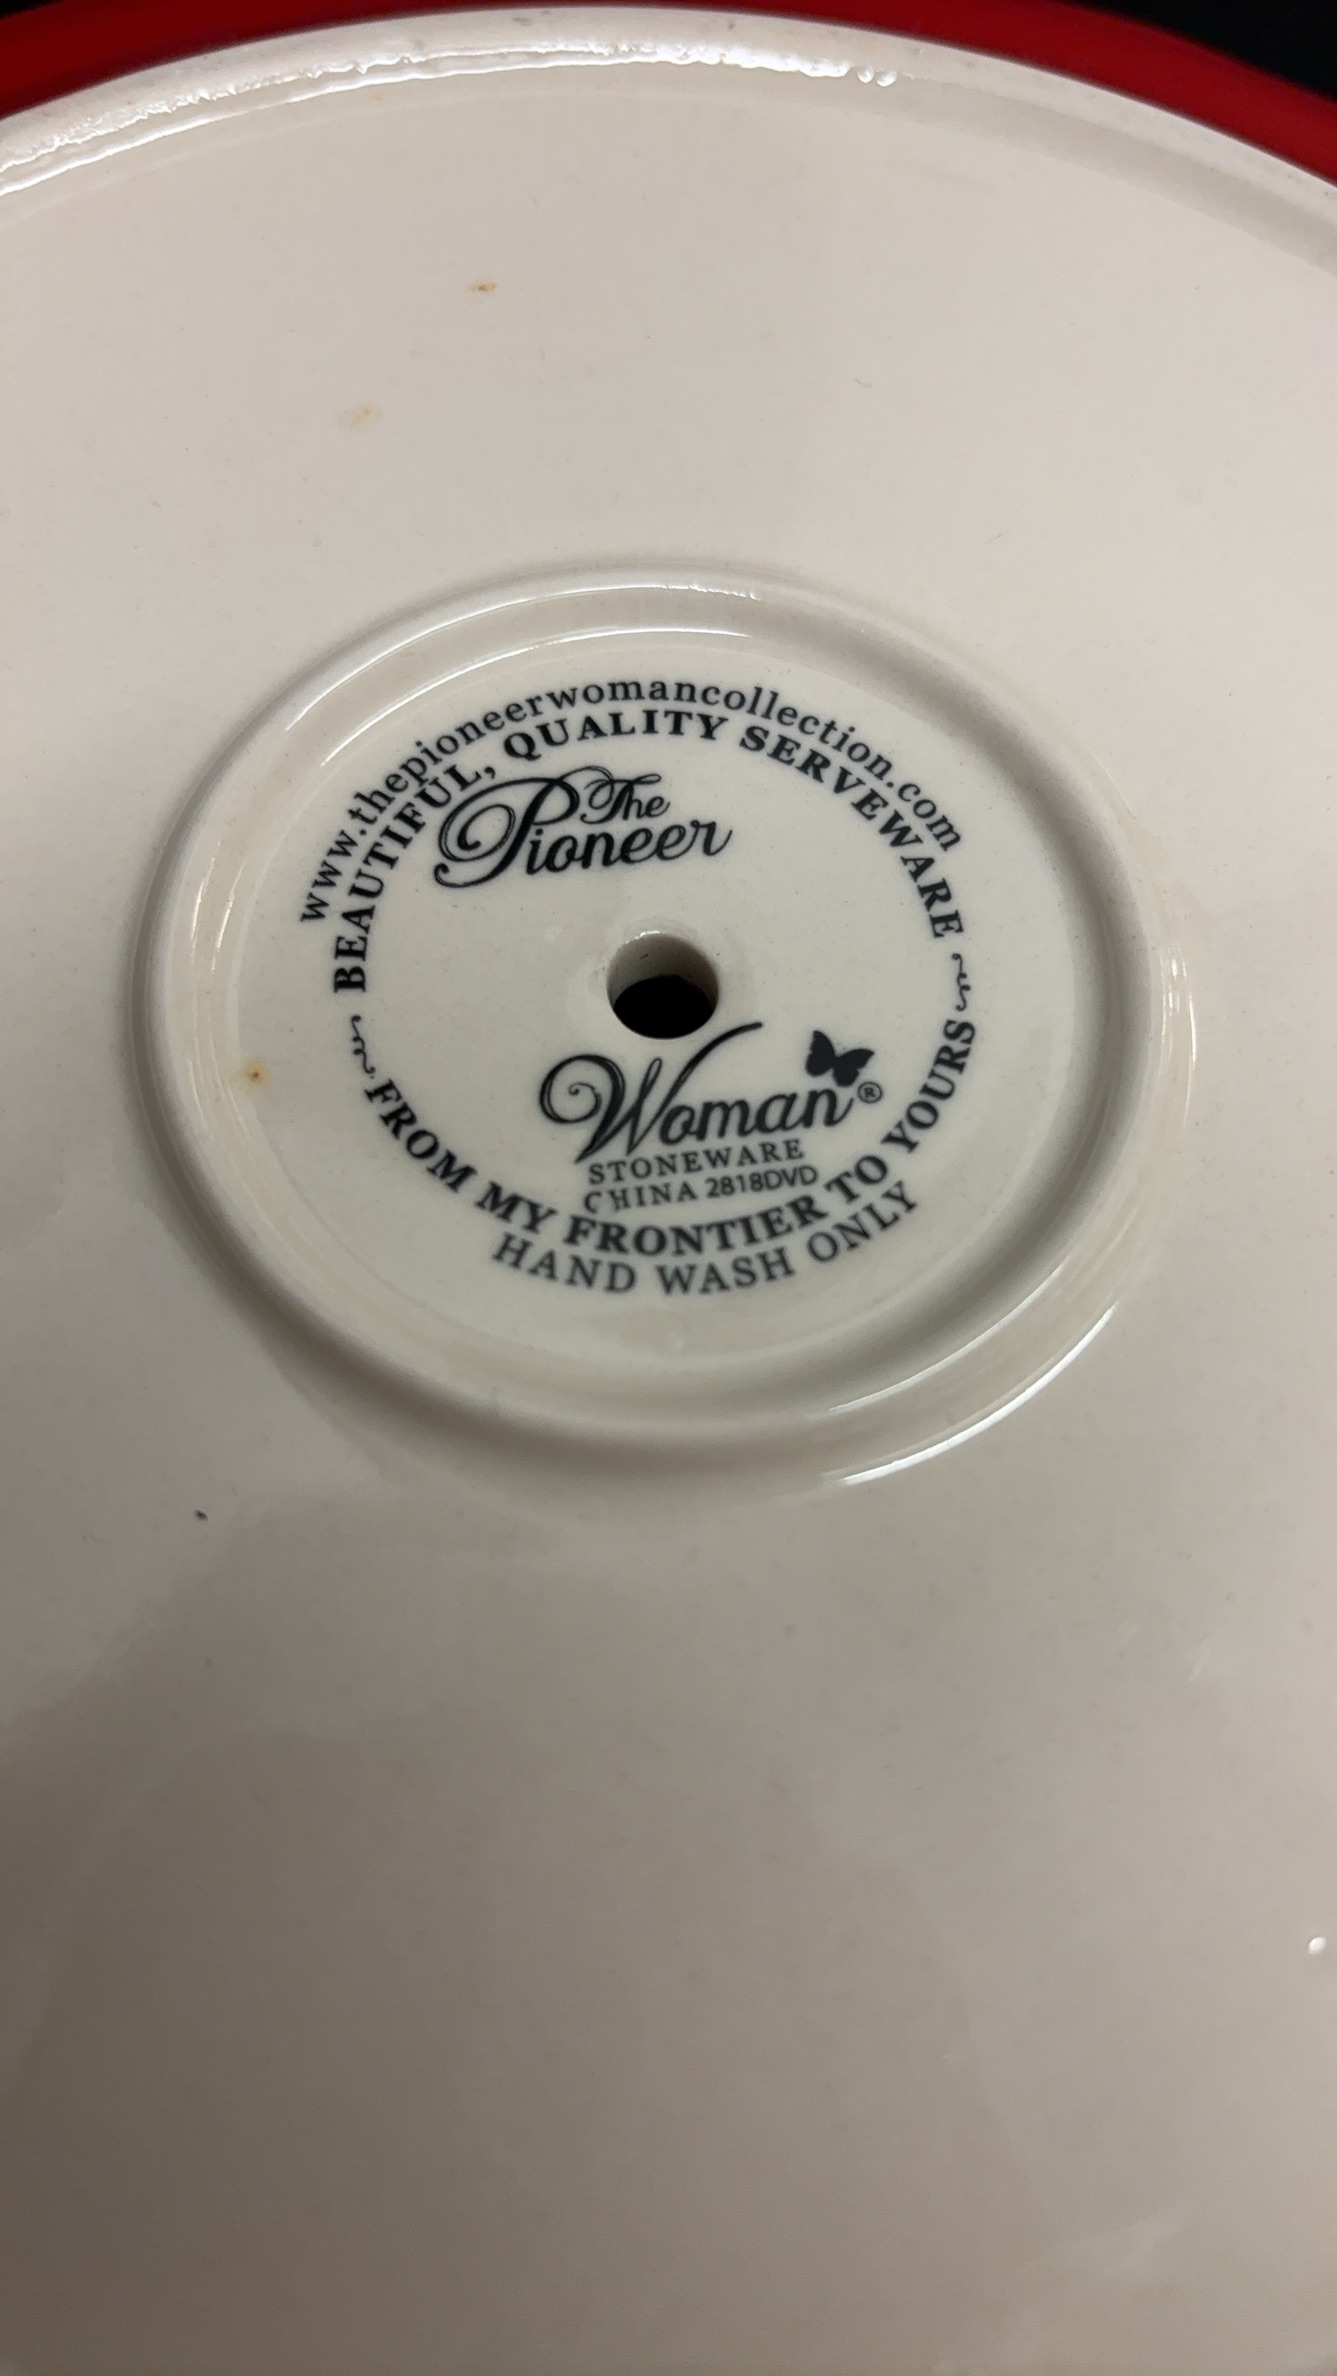 www.thepioneerwomancollection.com
BEAUTIFUL, QUALITY SERVEWARE
The
Pioneer
Woman®
STONEWARE
CHINA 2818DVD
FROM MY FRONTIER TO YOURS
HAND WASH ONLY